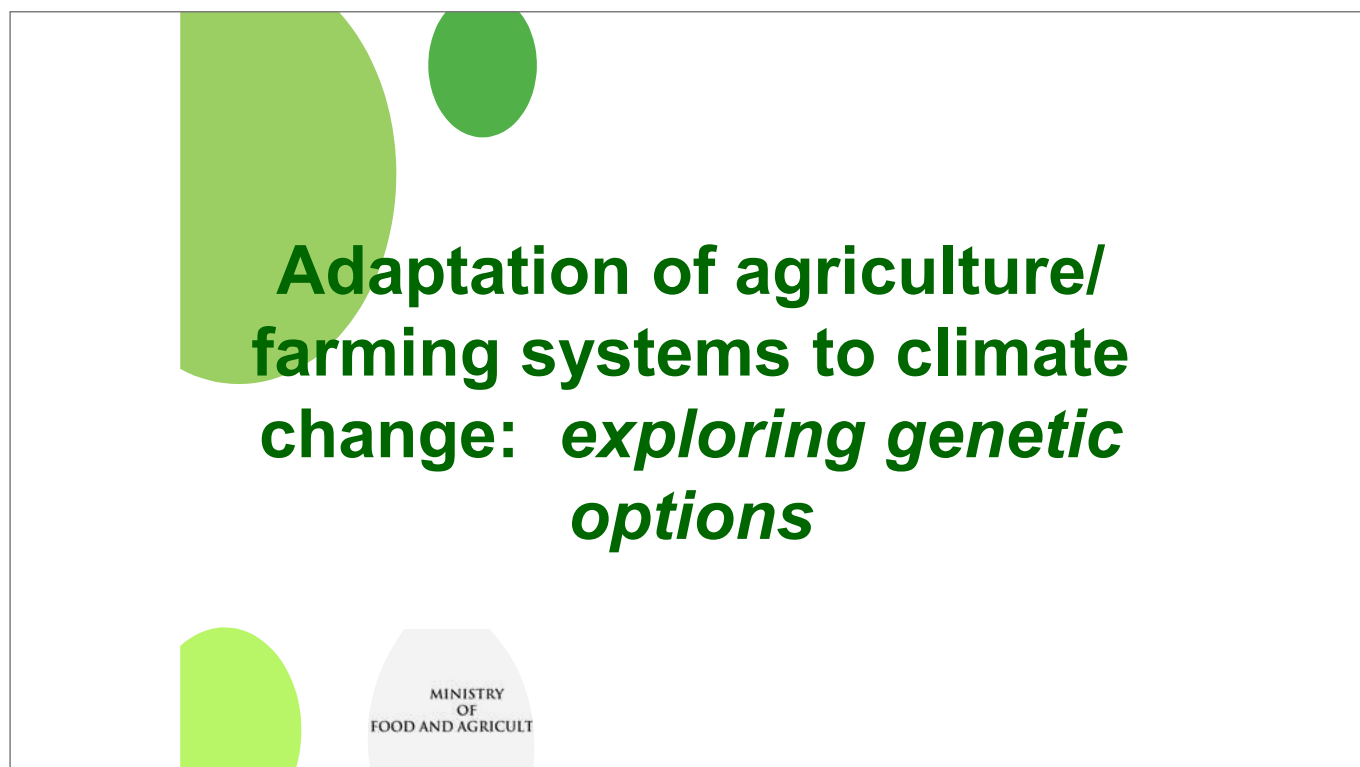 Adaptation of agriculture/
farming systems to climate
change:  exploring genetic
options
MINISTRY
OF
FOOD AND AGRICULT